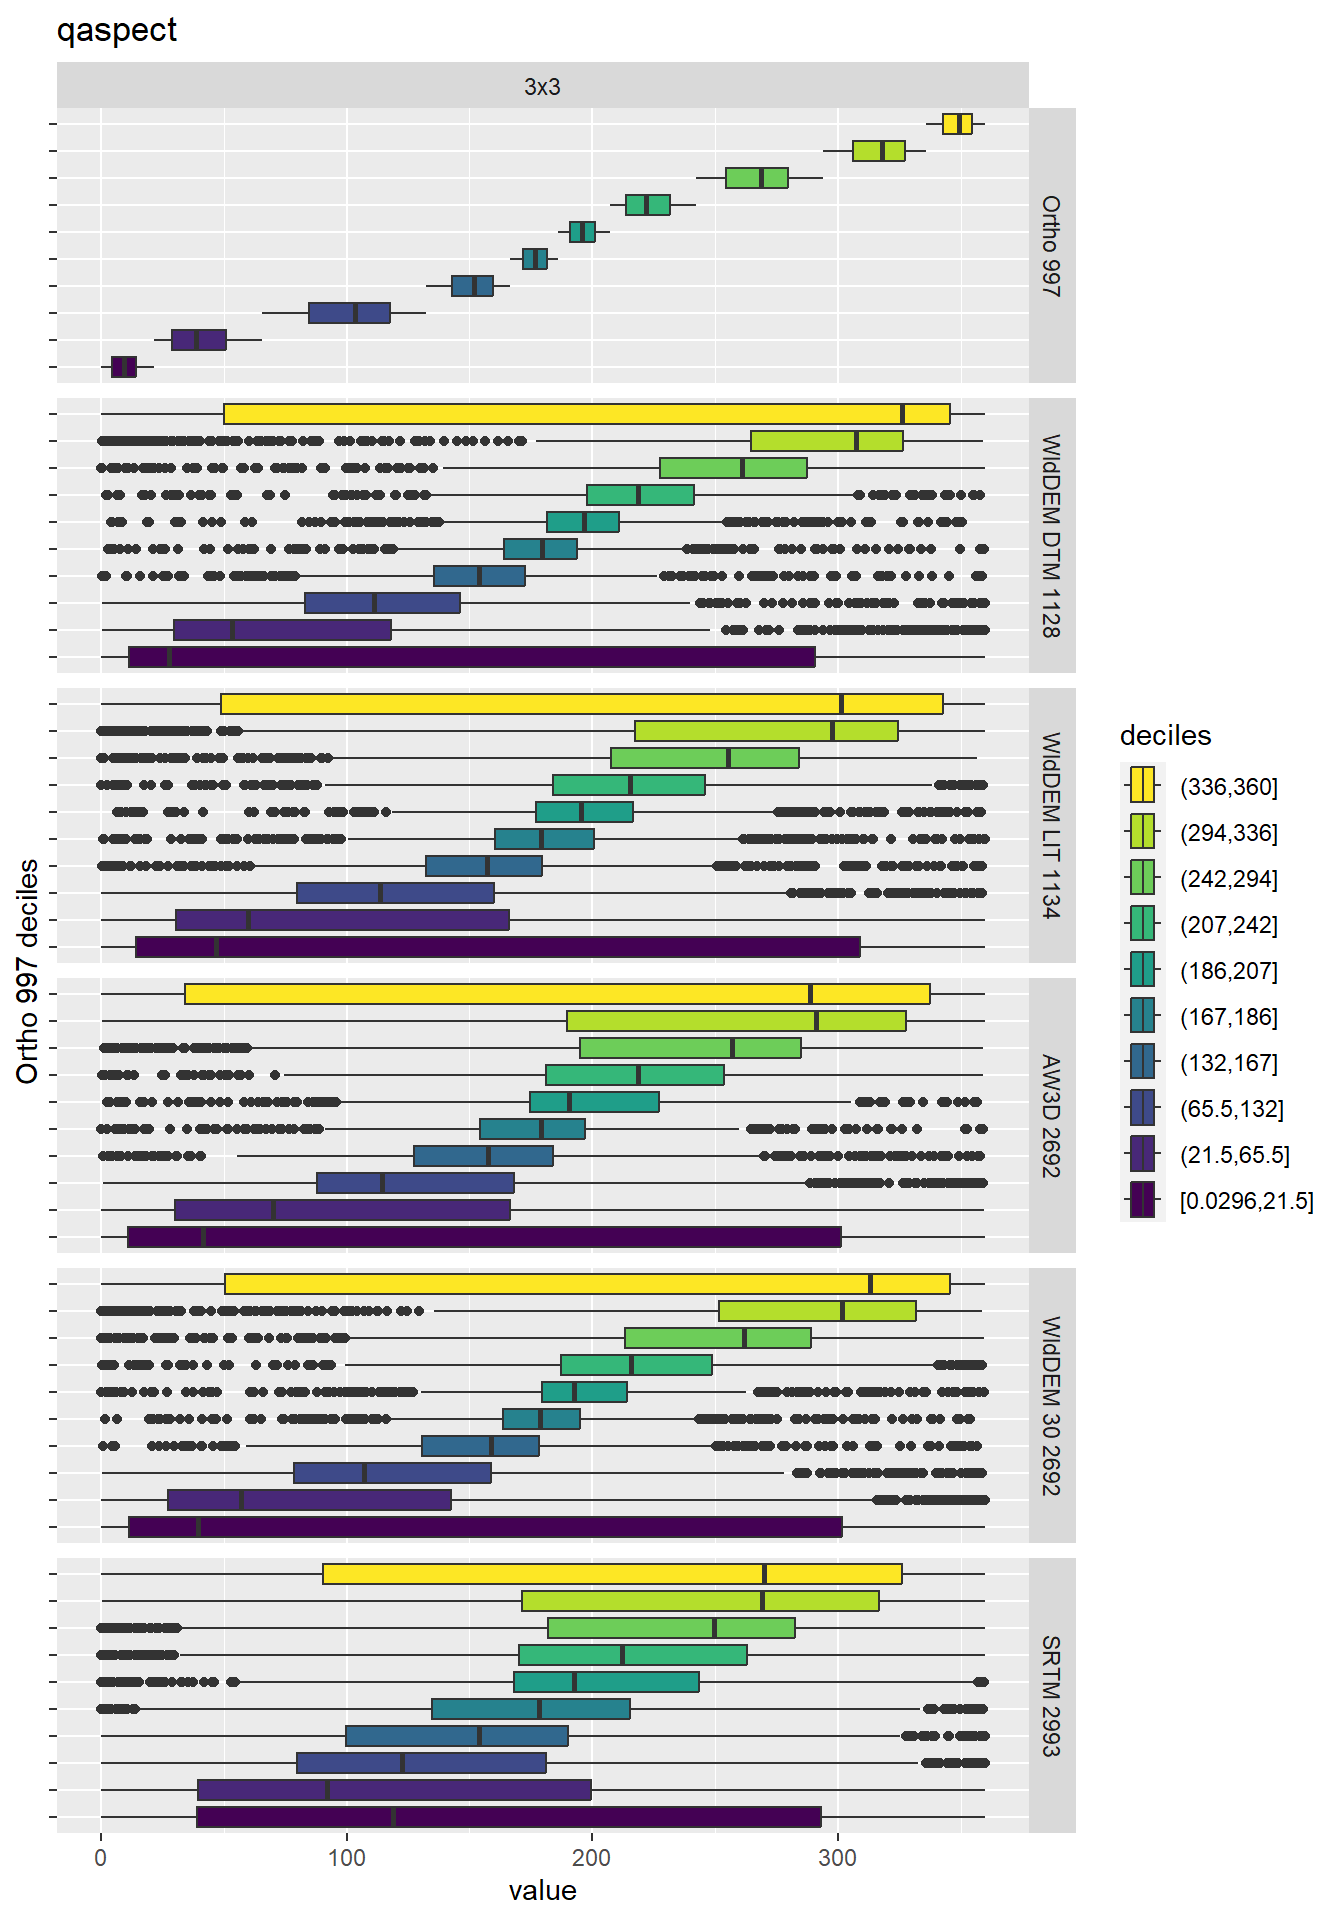 qaspect
3x3
Ortho 997
WldDEM DTM 1128
WldDEM LIT 1134
AW3D 2692
WldDEM 30 2692
SRTM 2993
Ortho 997 deciles
0 100 200 300
value
deciles
(336,360]
(294,336]
(242,294]
(207,242]
(186,207]
(167,186]
(132,167]
(65.5,132]
(21.5,65.5]
[0.0296,21.5]